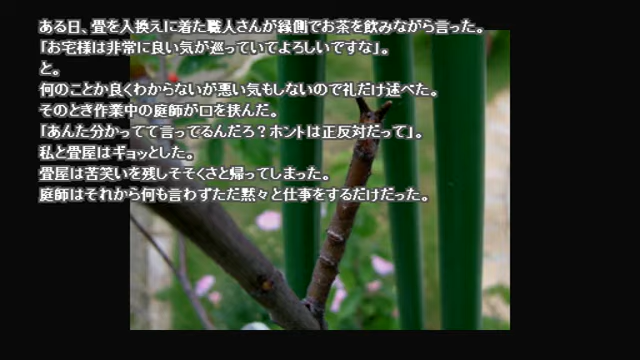 ある日、畳を入換えに着た職人さんが縁側でお茶を飲みながら言った。
「お宅様は非常に良い気が巡っていてよろしいですな」。
と。
何のことか良くわからないが悪い気もしないので礼だけ述べた。
そのとき作業中の庭師が口を挟んだ。
「あんた分かってて言ってるんだろ？ホントは正反対だって」。
私と畳屋はギョッとした。
畳屋は苦笑いを残しそそくさと帰ってしまった。
庭師はそれから何も言わずただ黙々と仕事をするだけだった。